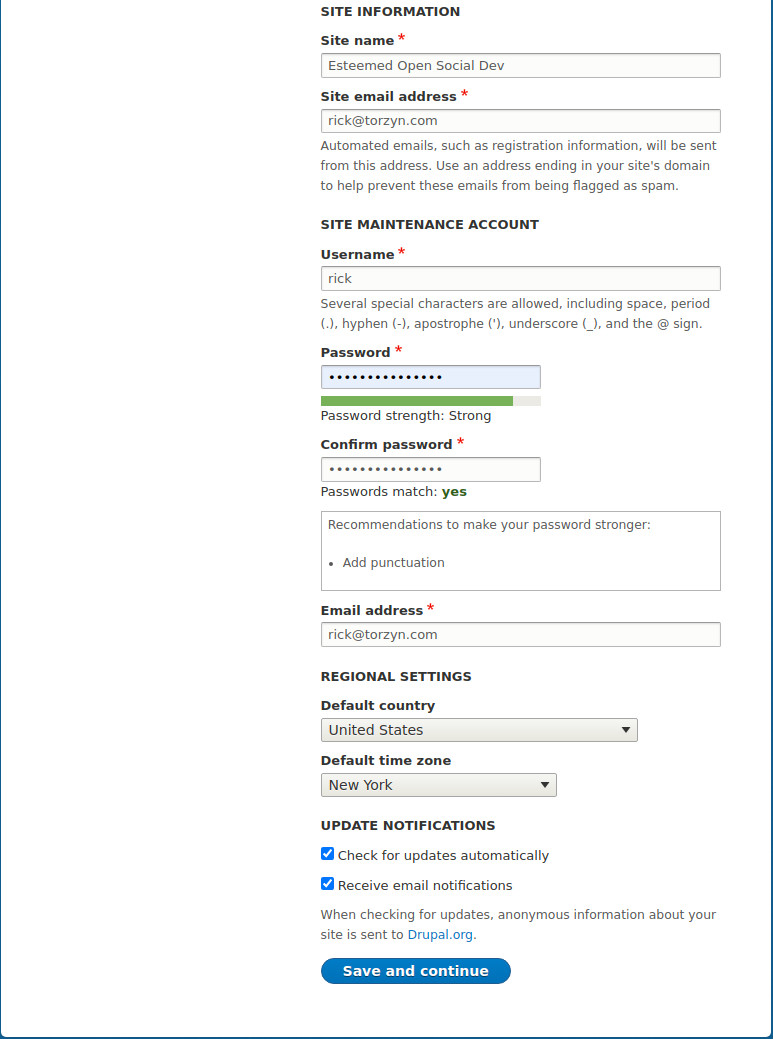 SITE INFORMATION
Site name *
Esteemed Open Social Dev
Site email address *
rick@torzyn.com
Automated emails, such as registration information, will be sent
from this address. Use an address ending in your site's domain
to help prevent these emails from being flagged as spam.
SITE MAINTENANCE ACCOUNT
Username *
rick
Several special characters are allowed, including space, period
(.), hyphen (-), apostrophe ('), underscore (_), and the @ sign.
Password *
•••••••••••••••
Password strength: Strong
Confirm password *
•••••••••••••••
Passwords match: yes
Recommendations to make your password stronger:
• Add punctuation
Email address *
rick@torzyn.com
REGIONAL SETTINGS
Default country
United States
Default time zone
New York
UPDATE NOTIFICATIONS
Check for updates automatically
Receive email notifications
When checking for updates, anonymous information about your
site is sent to Drupal.org.
Save and continue